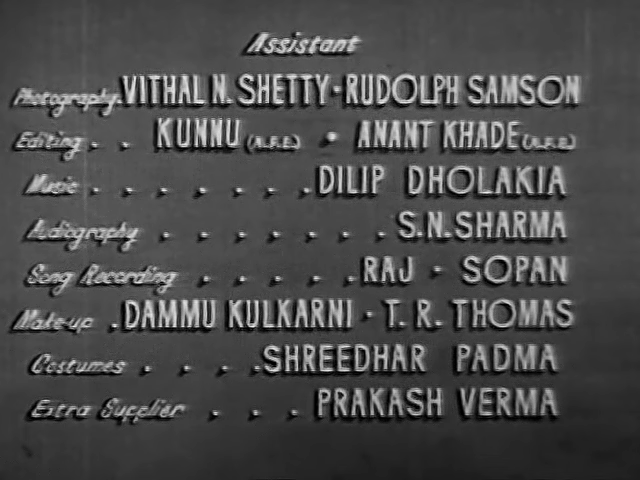 Assistant
Photography. VITHAL N. SHETTY · RUDOLPH SAMSON
Editing . . KUNNU (A.F.E.) · ANANT KHADE (A.F.E.)
Music . . . . . . . DILIP DHOLAKIA
Audiography . . . . . . . S.N. SHARMA
Song Recording . . . . . RAJ · SOPAN
Make-up . DAMMU KULKARNI · T. R. THOMAS
Costumes . . . . SHREEDHAR PADMA
Extra Supplier . . . PRAKASH VERMA